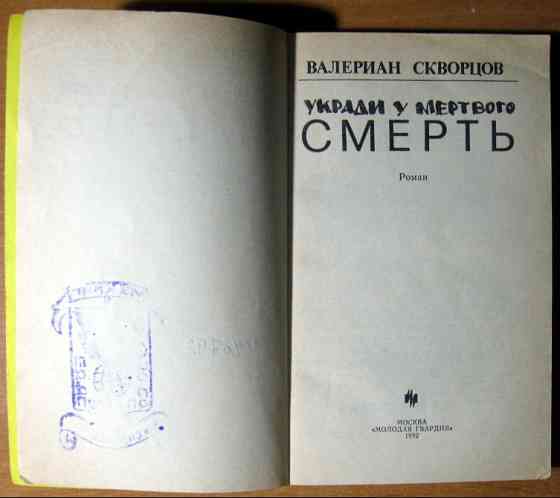 ВАЛЕРИАН СКВОРЦОВ
УКРАДИ У МЕРТВОГО
СМЕРТЬ
Роман
МОСКВА
«МОЛОДАЯ ГВАРДИЯ»
1992